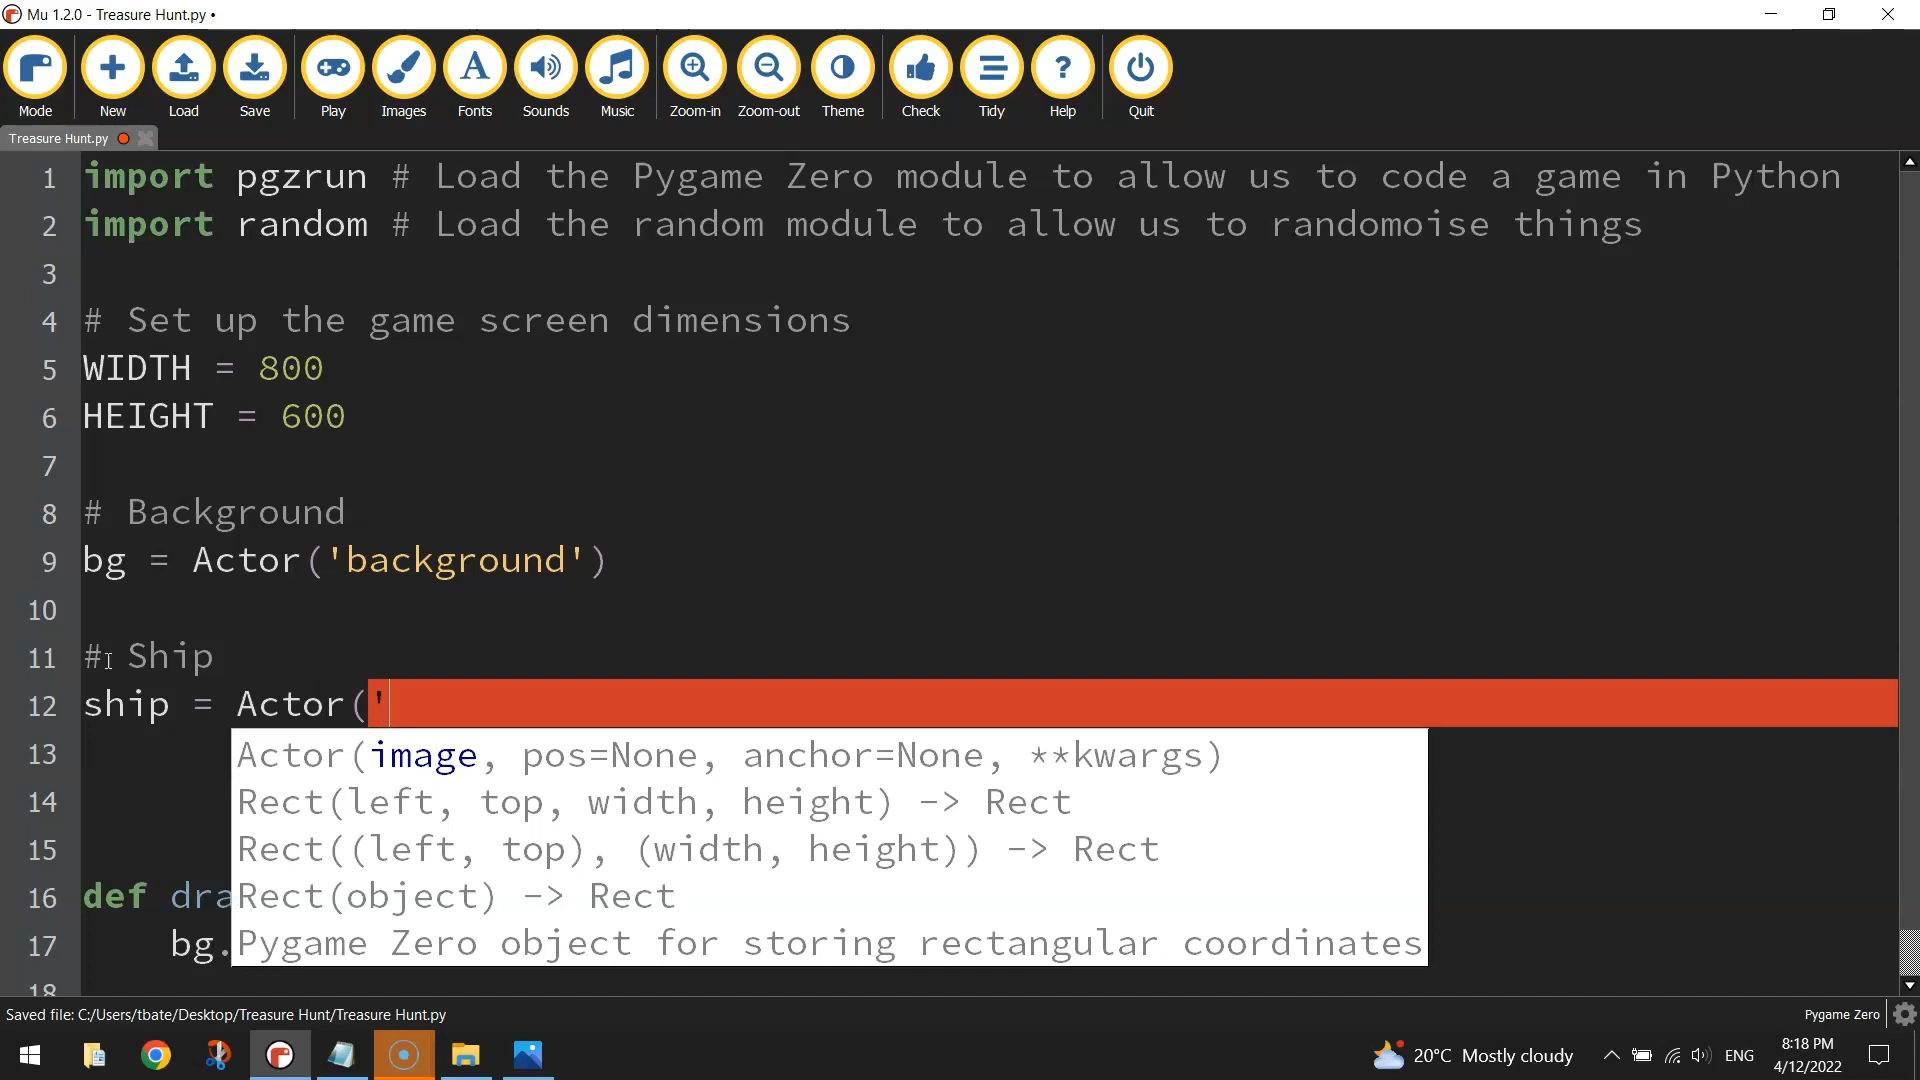 Mu 1.2.0 - Treasure Hunt.py •
Mode New Load Save Play Images Fonts Sounds Music Zoom-in Zoom-out Theme Check Tidy Help Quit
Treasure Hunt.py
1 import pgzrun # Load the Pygame Zero module to allow us to code a game in Python
2 import random # Load the random module to allow us to randomoise things
3
4 # Set up the game screen dimensions
5 WIDTH = 800
6 HEIGHT = 600
7
8 # Background
9 bg = Actor('background')
10
11 # Ship
12 ship = Actor('
13 Actor(image, pos=None, anchor=None, **kwargs)
14 Rect(left, top, width, height) -> Rect
15 Rect((left, top), (width, height)) -> Rect
16 def dra Rect(object) -> Rect
17 bg. Pygame Zero object for storing rectangular coordinates
18
Saved file: C:/Users/tbate/Desktop/Treasure Hunt/Treasure Hunt.py Pygame Zero
20°C Mostly cloudy ENG 8:18 PM
4/12/2022